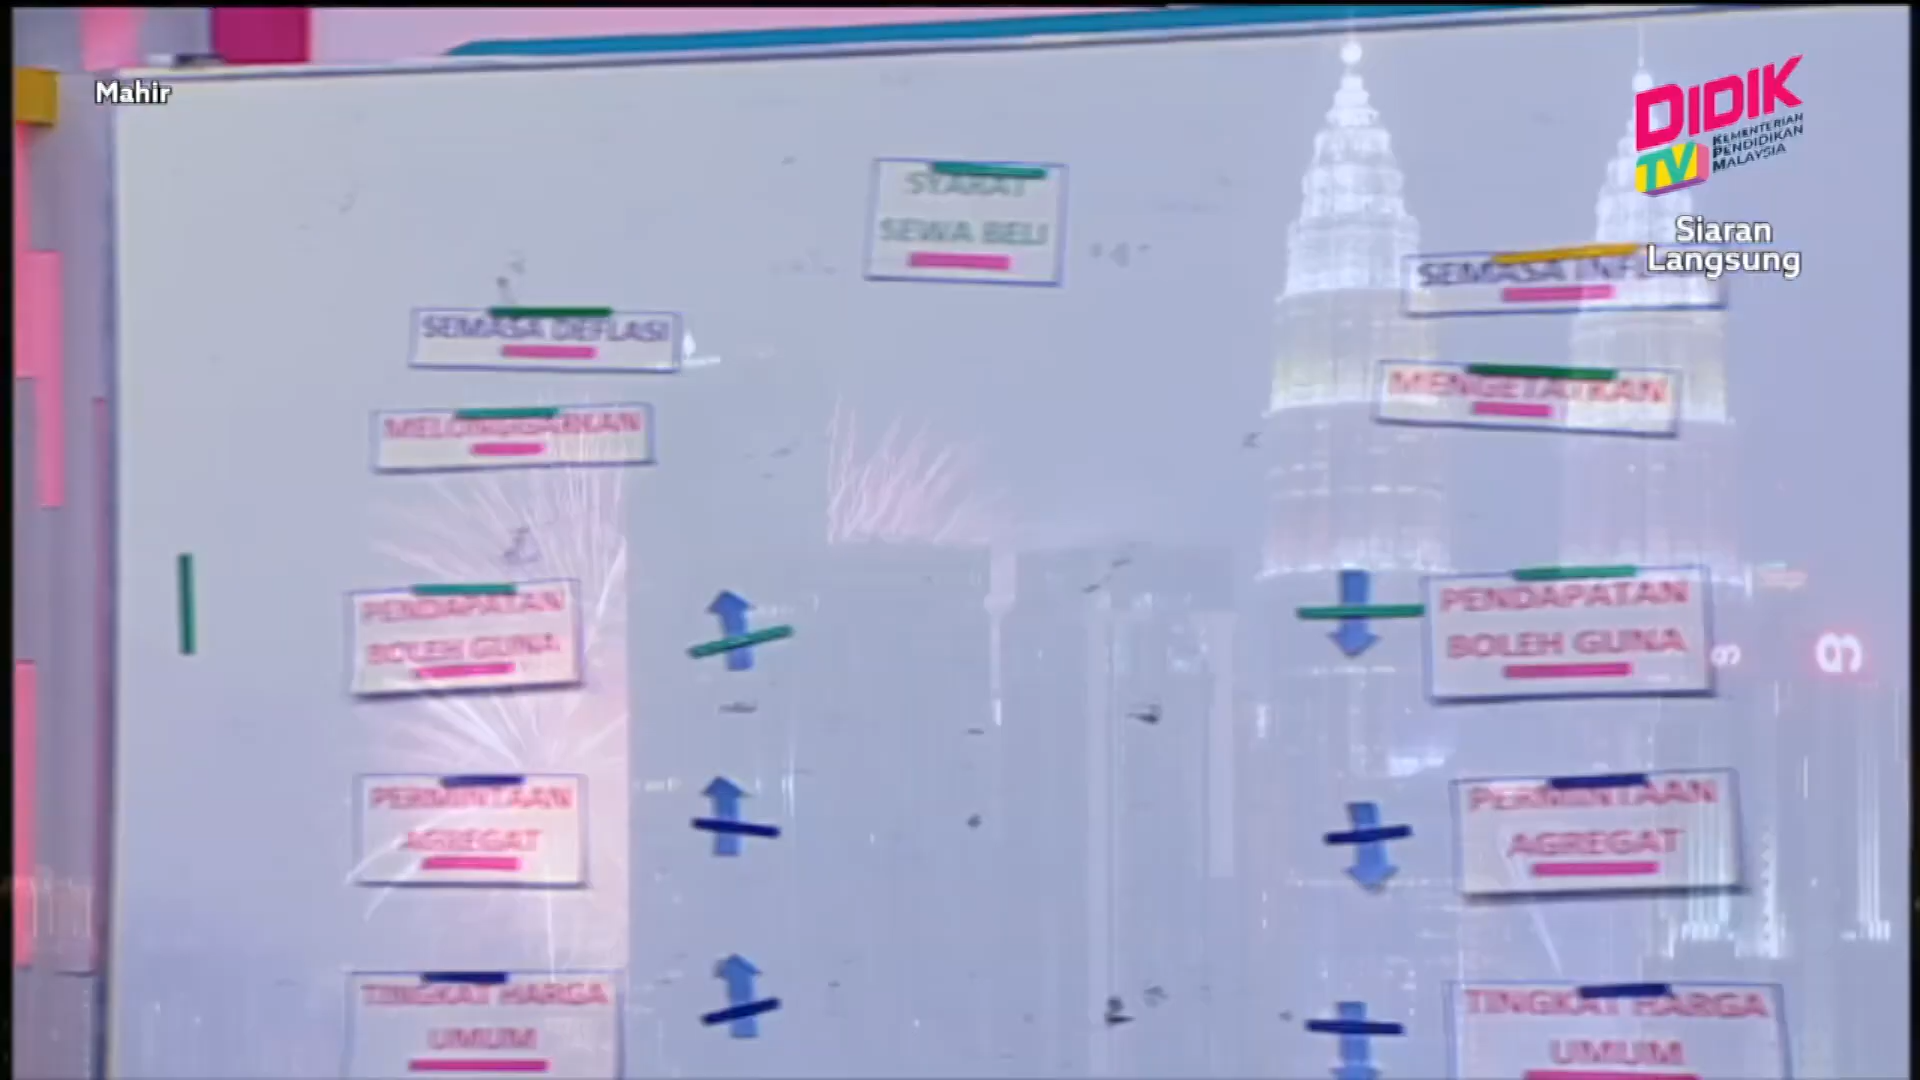 Mahir
DIDIK
TV
KEMENTERIAN
PENDIDIKAN
MALAYSIA
Siaran
Langsung
SYARAT
SEWA BELI
SEMASA DEFLASI
MELONGGARKAN
PENDAPATAN
BOLEH GUNA
PERMINTAAN
AGREGAT
TINGKAT HARGA
UMUM
SEMASA
MENGETATKAN
PENDAPATAN
BOLEH GUNA
PERMINTAAN
AGREGAT
TINGKAT HARGA
UMUM